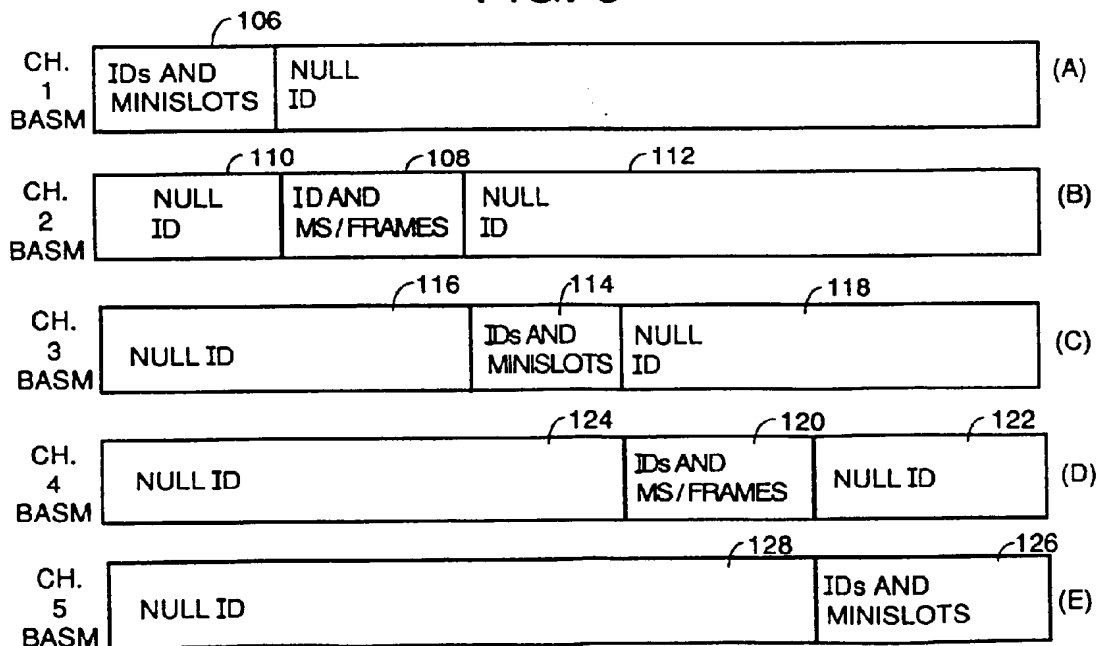 106
CH.
1
BASM
IDs AND
MINISLOTS
NULL
ID
(A)
110
108
112
CH.
2
BASM
NULL
ID
ID AND
MS/FRAMES
NULL
ID
(B)
116
114
118
CH.
3
BASM
NULL ID
IDs AND
MINISLOTS
NULL
ID
(C)
124
120
122
CH.
4
BASM
NULL ID
IDs AND
MS/FRAMES
NULL ID
(D)
128
126
CH.
5
BASM
NULL ID
IDs AND
MINISLOTS
(E)